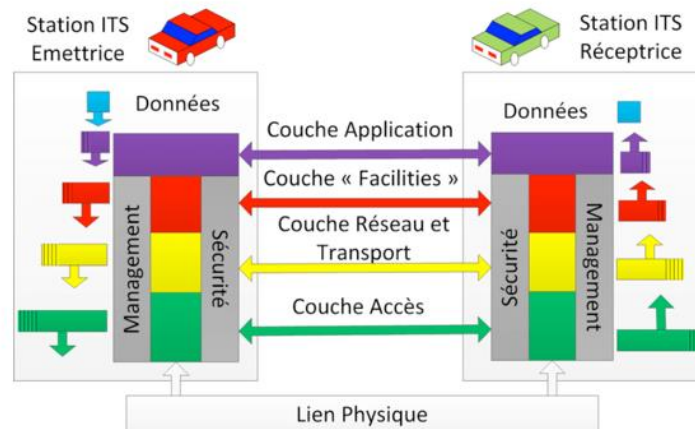 Station ITS
Emettrice
Station ITS
Réceptrice
Données
Données
Couche Application
Couche « Facilities »
Couche Réseau et
Transport
Couche Accès
Management
Sécurité
Sécurité
Management
Lien Physique